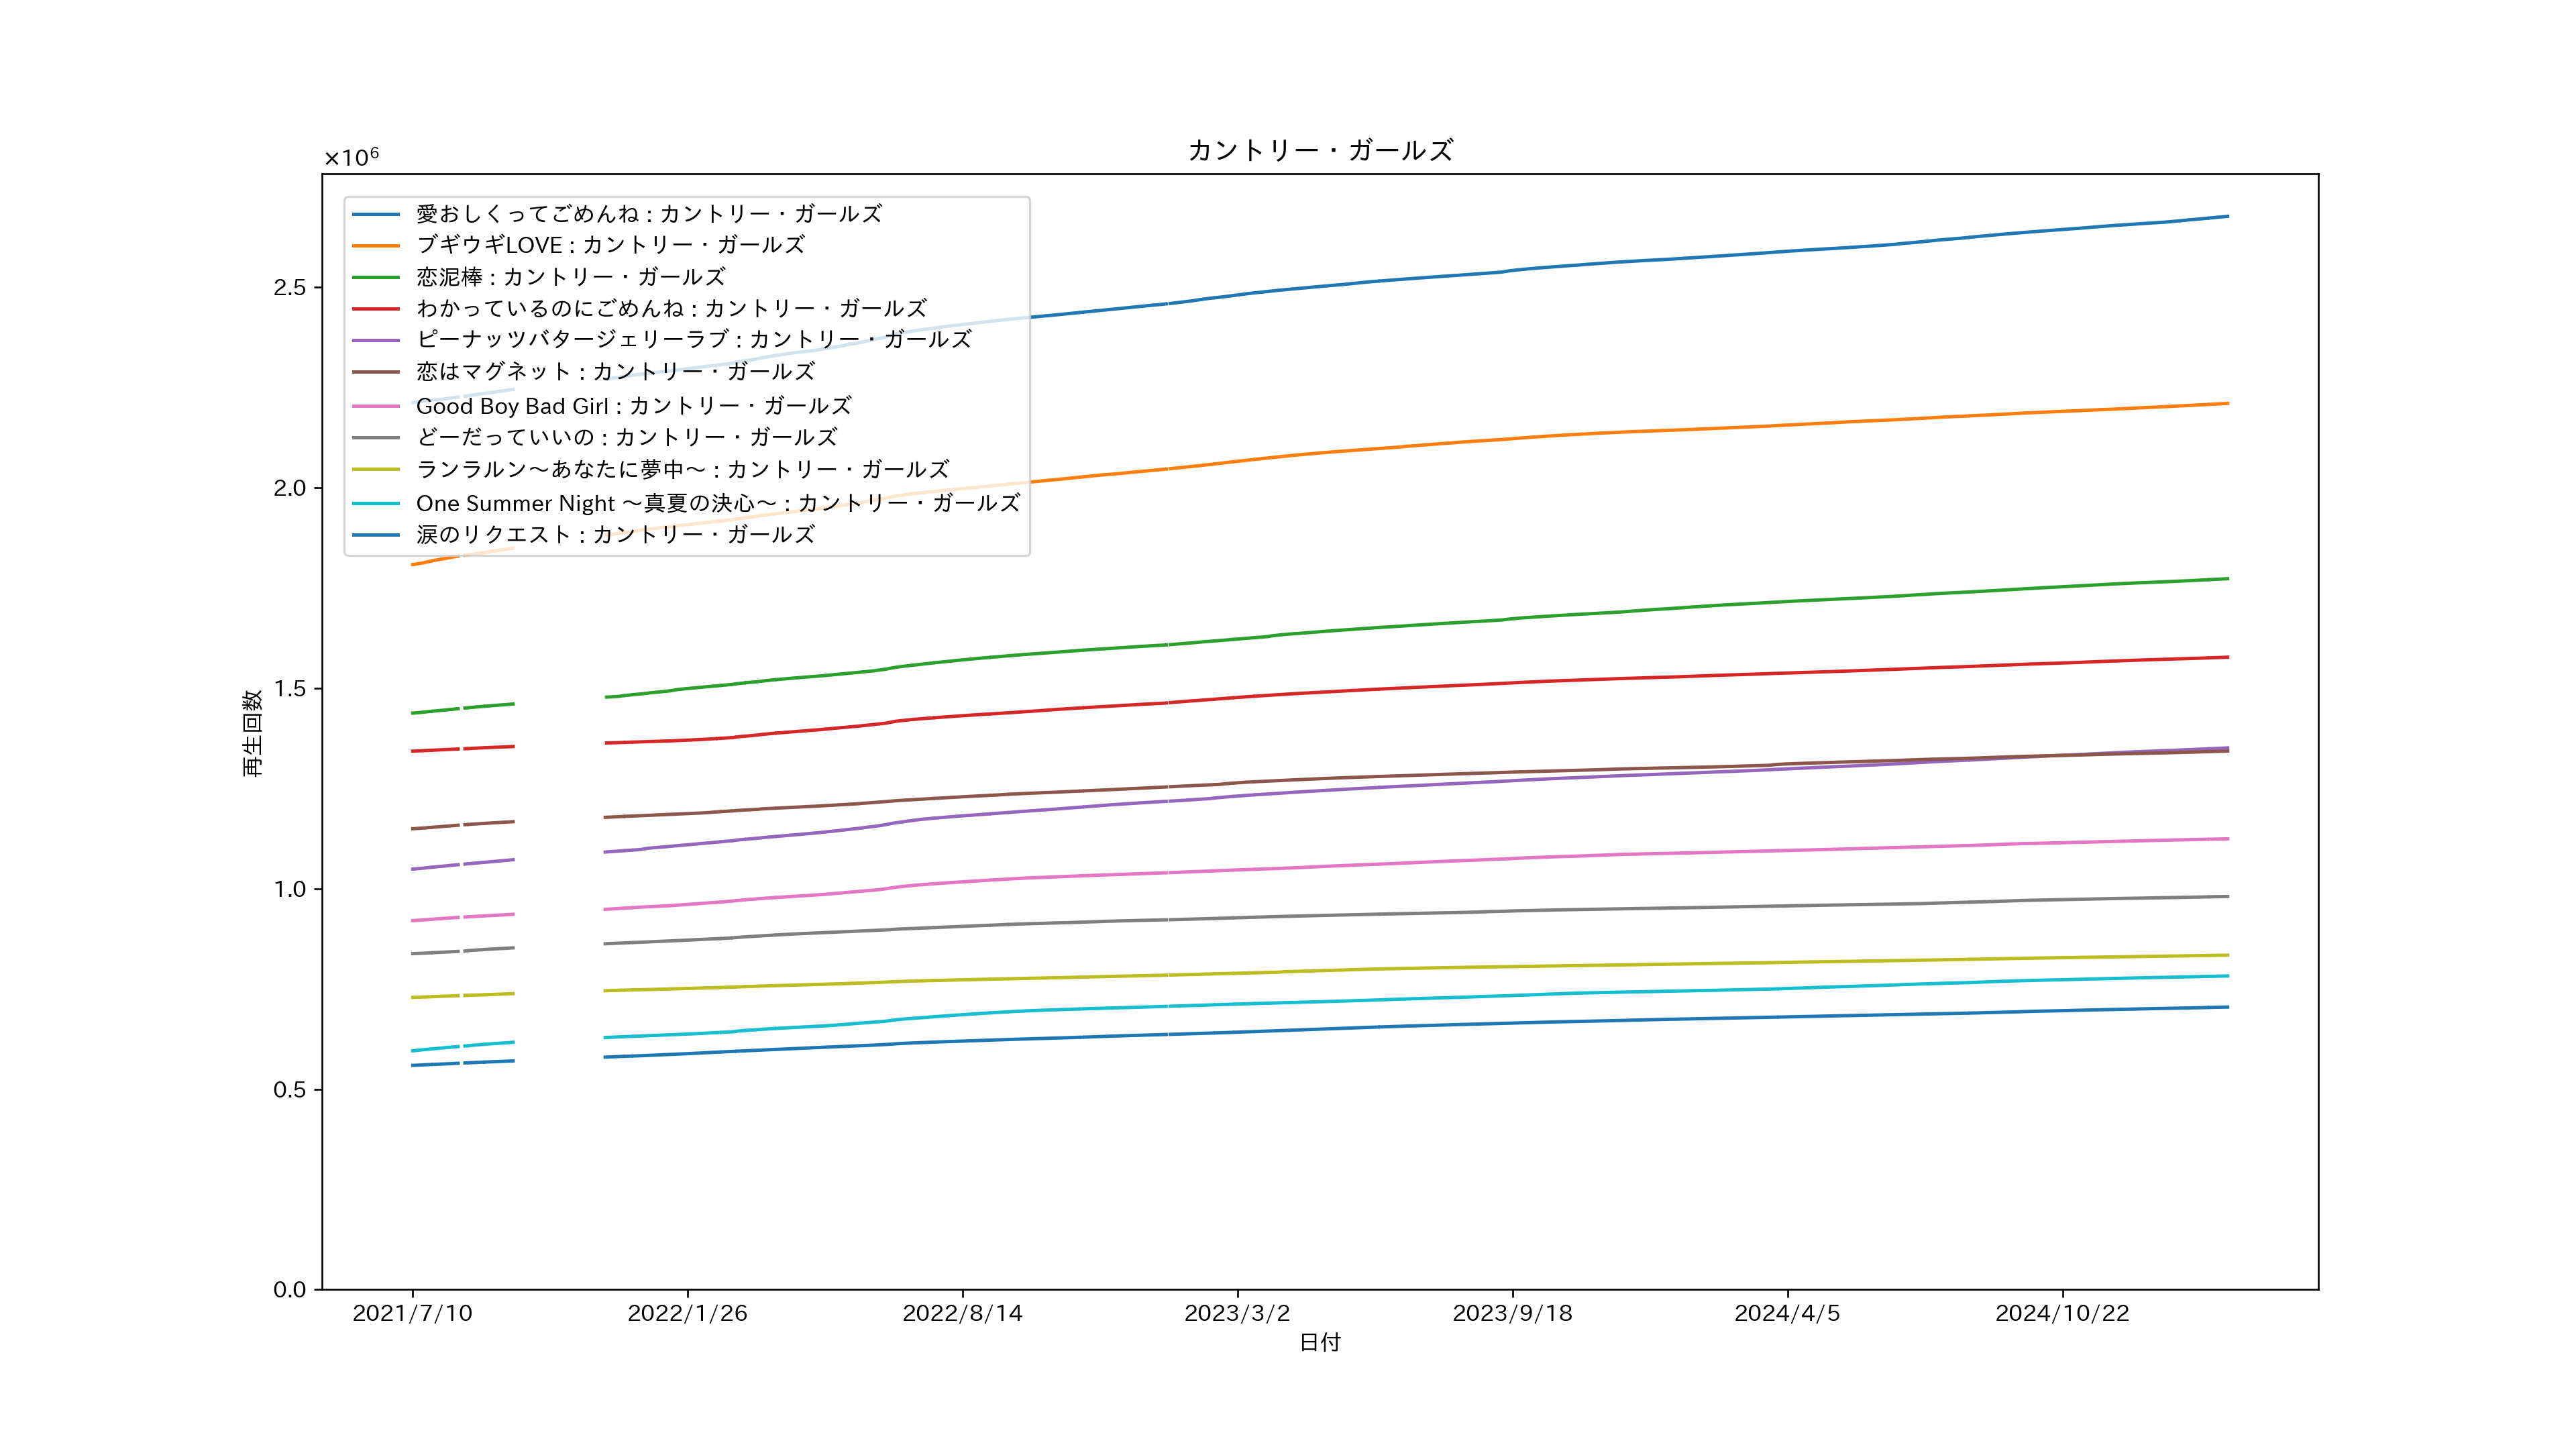 カントリー・ガールズ
×10⁶
愛おしくってごめんね : カントリー・ガールズ
ブギウギLOVE : カントリー・ガールズ
恋泥棒 : カントリー・ガールズ
わかっているのにごめんね : カントリー・ガールズ
ピーナッツバタージェリーラブ : カントリー・ガールズ
恋はマグネット : カントリー・ガールズ
Good Boy Bad Girl : カントリー・ガールズ
どーだっていいの : カントリー・ガールズ
ランラルン～あなたに夢中～ : カントリー・ガールズ
One Summer Night ～真夏の決心～ : カントリー・ガールズ
涙のリクエスト : カントリー・ガールズ
2.5
2.0
1.5
1.0
0.5
0.0
再生回数
2021/7/10
2022/1/26
2022/8/14
2023/3/2
2023/9/18
2024/4/5
2024/10/22
日付